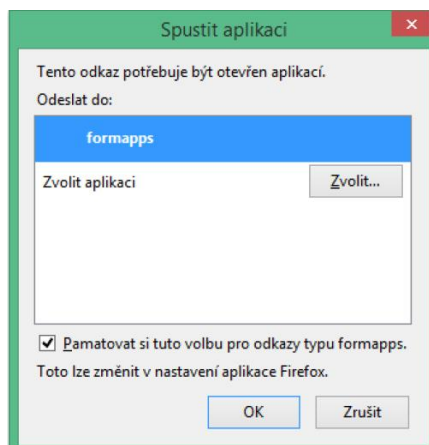 Spustit aplikaci
Tento odkaz potřebuje být otevřen aplikací.
Odeslat do:
formapps
Zvolit aplikaci
Zvolit...
Pamatovat si tuto volbu pro odkazy typu formapps.
Toto lze změnit v nastavení aplikace Firefox.
OK
Zrušit